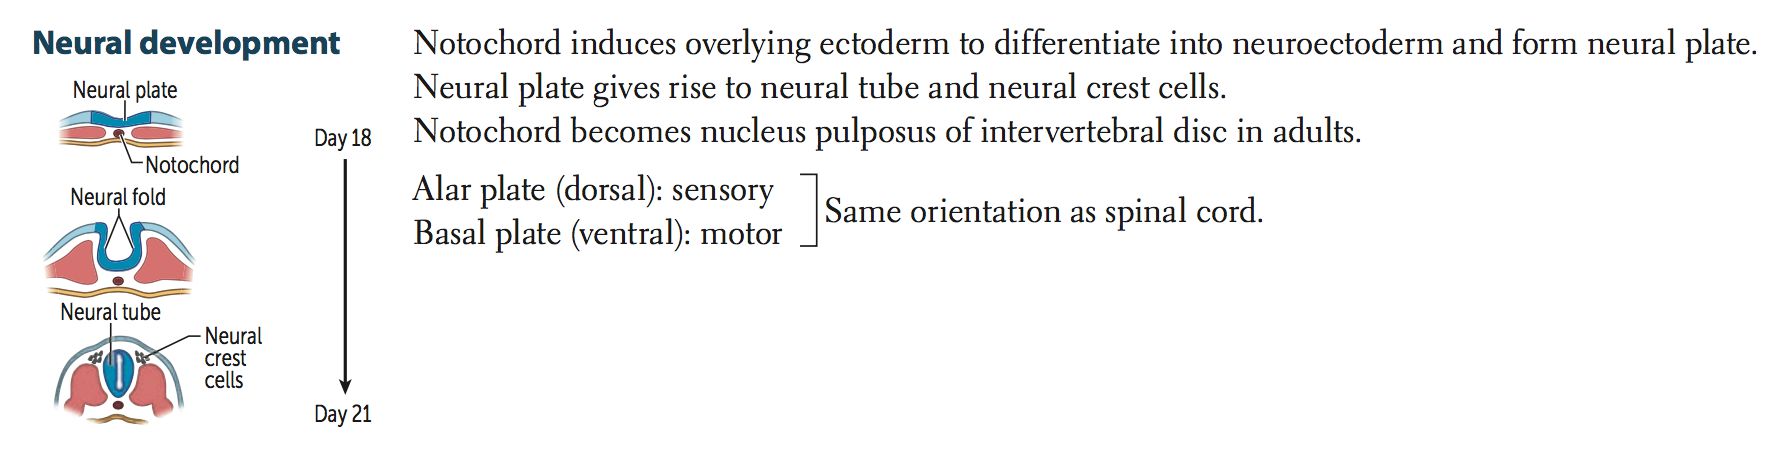 Neural development
Neural plate
Notochord
Neural fold
Neural tube
Neural
crest
cells
Day 18
Day 21
Notochord induces overlying ectoderm to differentiate into neuroectoderm and form neural plate.
Neural plate gives rise to neural tube and neural crest cells.
Notochord becomes nucleus pulposus of intervertebral disc in adults.
Alar plate (dorsal): sensory
Basal plate (ventral): motor
Same orientation as spinal cord.